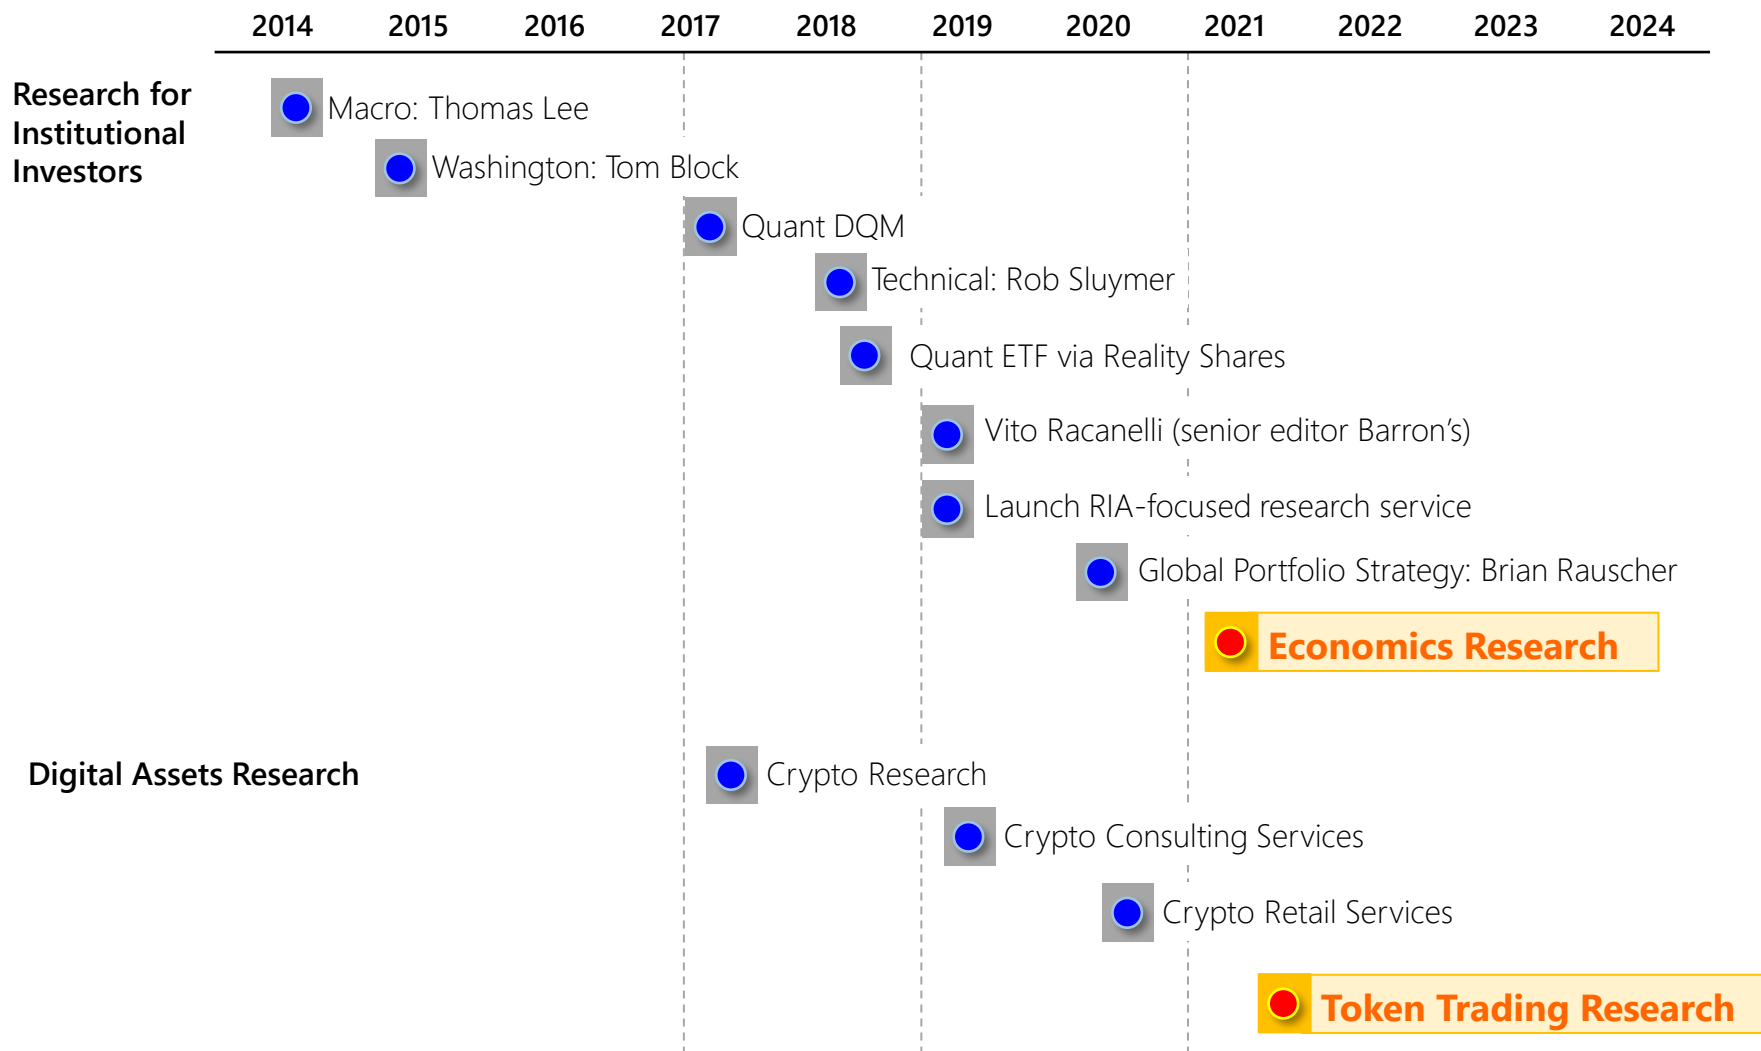 2014 2015 2016 2017 2018 2019 2020 2021 2022 2023 2024
Research for
Institutional
Investors
Macro: Thomas Lee
Washington: Tom Block
Quant DQM
Technical: Rob Sluymer
Quant ETF via Reality Shares
Vito Racanelli (senior editor Barron’s)
Launch RIA-focused research service
Global Portfolio Strategy: Brian Rauscher
Economics Research
Digital Assets Research
Crypto Research
Crypto Consulting Services
Crypto Retail Services
Token Trading Research